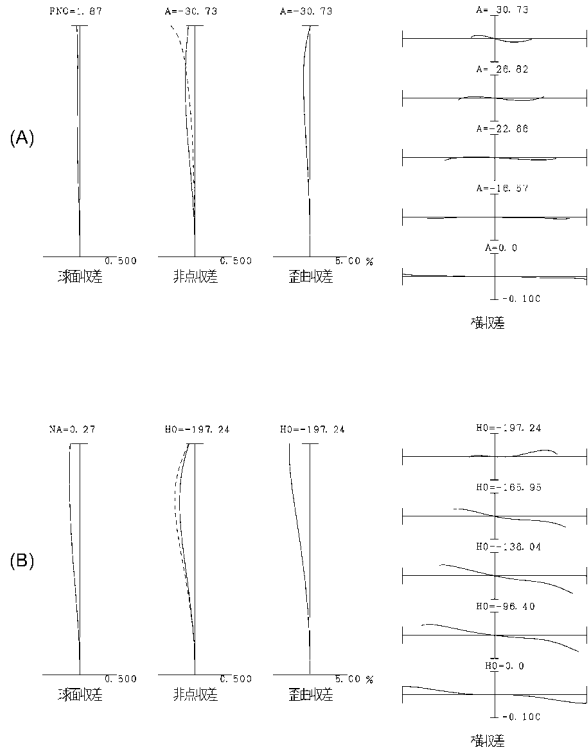 FNO=1.87
A=-30.73
A=-30.73
0.500
球面収差
0.500
非点収差
5.00 %
歪曲収差
(A)
A=-30.73
A=-26.82
A=-22.86
A=-16.57
A=0.0
-0.100
横収差
NA=0.27
H0=-197.24
H0=-197.24
0.500
球面収差
0.500
非点収差
5.00 %
歪曲収差
(B)
H0=-197.24
H0=-165.95
H0=-138.04
H0=-96.40
H0=0.0
-0.100
横収差